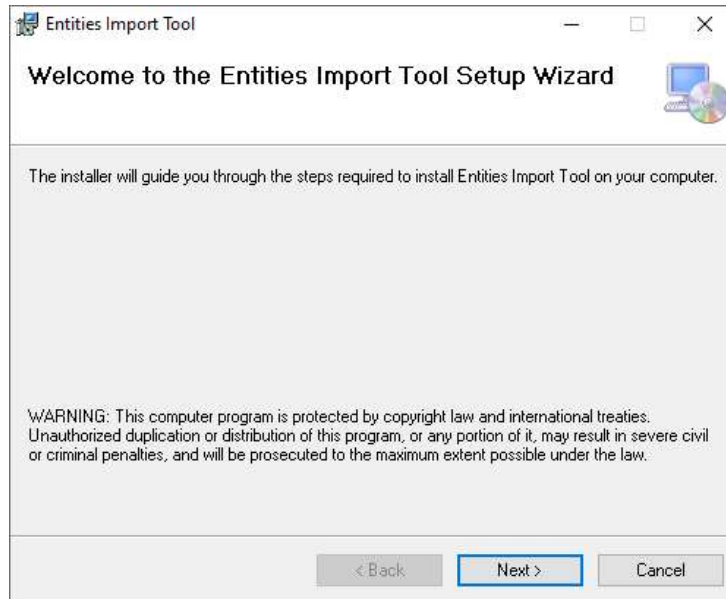 Entities Import Tool
Welcome to the Entities Import Tool Setup Wizard
The installer will guide you through the steps required to install Entities Import Tool on your computer.
WARNING: This computer program is protected by copyright law and international treaties.
Unauthorized duplication or distribution of this program, or any portion of it, may result in severe civil
or criminal penalties, and will be prosecuted to the maximum extent possible under the law.
< Back
Next >
Cancel